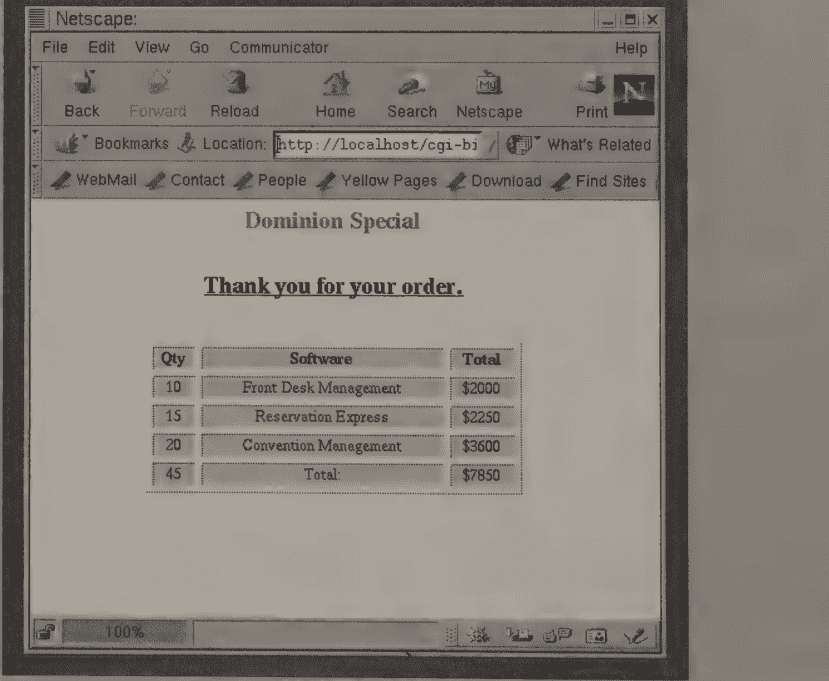 Netscape:
File Edit View Go Communicator Help
My N
Back Forward Reload Home Search Netscape Print
Bookmarks Location: http://localhost/cgi-bi What's Related
WebMail Contact People Yellow Pages Download Find Sites
Dominion Special
Thank you for your order.
Qty Software Total
10 Front Desk Management $2000
15 Reservation Express $2250
20 Convention Management $3600
45 Total: $7850
100%